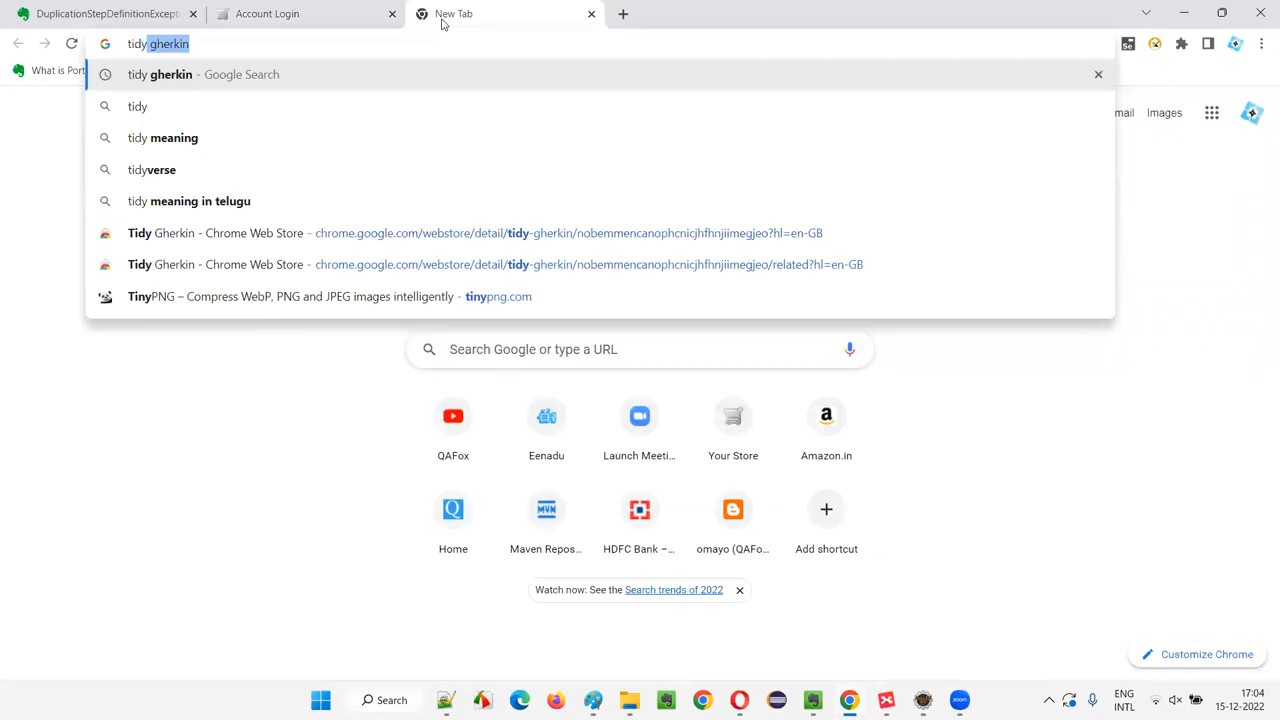 DuplicationStepDefinitionExcept
Account Login
New Tab
tidy gherkin
What is Port
tidy gherkin - Google Search
tidy
tidy meaning
tidyverse
tidy meaning in telugu
Tidy Gherkin - Chrome Web Store - chrome.google.com/webstore/detail/tidy-gherkin/nobemmencanophcnicjhfhnjiimegjeo?hl=en-GB
Tidy Gherkin - Chrome Web Store - chrome.google.com/webstore/detail/tidy-gherkin/nobemmencanophcnicjhfhnjiimegjeo/related?hl=en-GB
TinyPNG – Compress WebP, PNG and JPEG images intelligently - tinypng.com
mail
Images
Search Google or type a URL
QAFox
Eenadu
Launch Meeti...
Your Store
Amazon.in
Home
Maven Repos...
HDFC Bank –...
omayo (QAFo...
Add shortcut
Watch now: See the Search trends of 2022
Customize Chrome
Search
ENG
INTL
17:04
15-12-2022